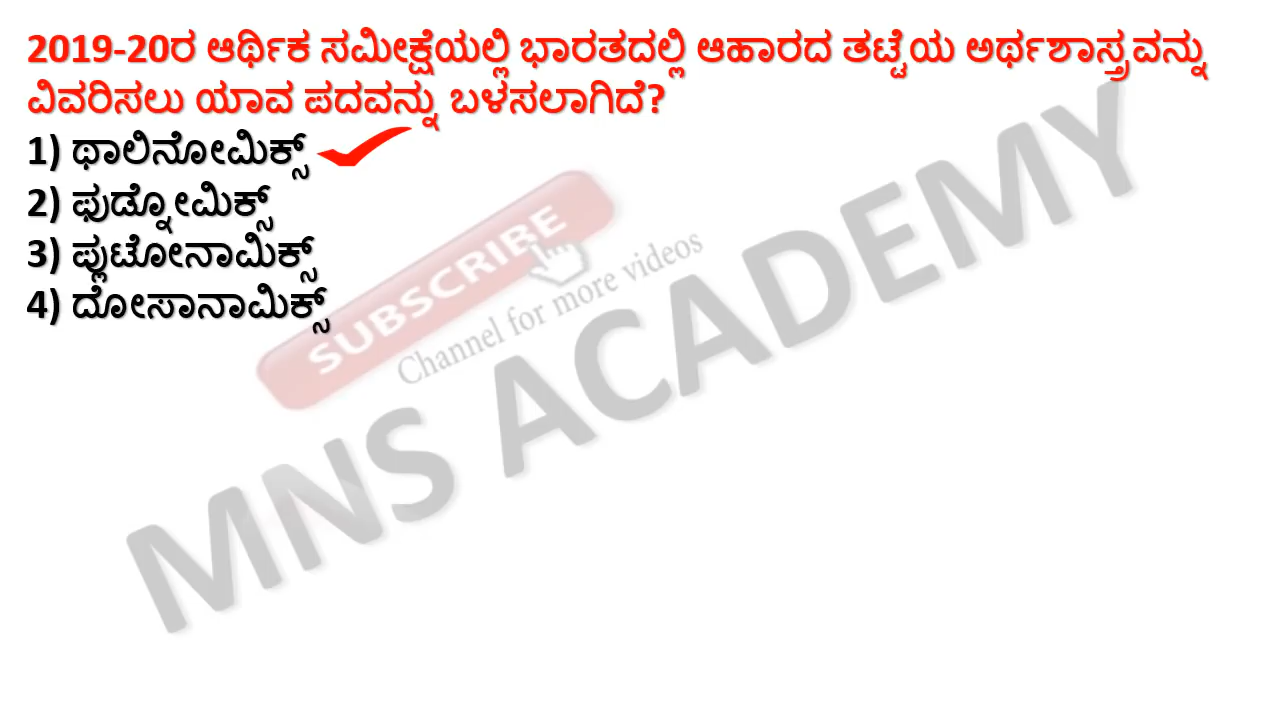 2019-20ರ ಆರ್ಥಿಕ ಸಮೀಕ್ಷೆಯಲ್ಲಿ ಭಾರತದಲ್ಲಿ ಆಹಾರದ ತಟ್ಟೆಯ ಅರ್ಥಶಾಸ್ತ್ರವನ್ನು
ವಿವರಿಸಲು ಯಾವ ಪದವನ್ನು ಬಳಸಲಾಗಿದೆ?
1) ಥಾಲಿನೋಮಿಕ್ಸ್
2) ಫುಡ್ನೋಮಿಕ್ಸ್
3) ಪ್ಲುಟೋನಾಮಿಕ್ಸ್
4) ದೋಸಾನಾಮಿಕ್ಸ್
SUBSCRIBE
Channel for more videos
MNS ACADEMY